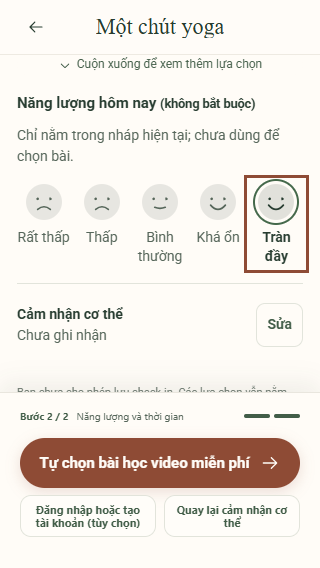 Một chút yoga
Cuộn xuống để xem thêm lựa chọn
Năng lượng hôm nay (không bắt buộc)
Chỉ nằm trong nháp hiện tại; chưa dùng để
chọn bài.
Rất thấp
Thấp
Bình
thường
Khá ổn
Tràn
đầy
Cảm nhận cơ thể
Chưa ghi nhận
Sửa
Bước 2 / 2 Năng lượng và thời gian
Tự chọn bài học video miễn phí
Đăng nhập hoặc tạo
tài khoản (tùy chọn)
Quay lại cảm nhận cơ
thể